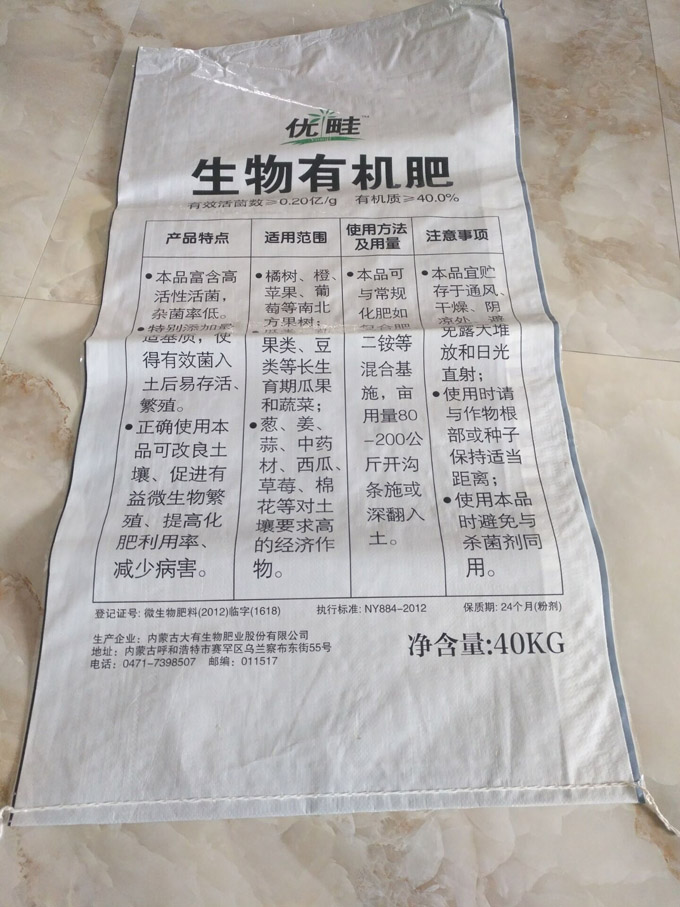 优畦
™
生物有机肥
有效活菌数≥0.20亿/g 有机质≥40.0%
产品特点
●本品富含高
活性活菌，
杂菌率低。
●特别添加
造基质，使
得有效菌入
土后易存活、
繁殖。
●正确使用本
品可改良土
壤、促进有
益微生物繁
殖、提高化
肥利用率、
减少病害。
适用范围
●橘树、橙、
苹果、葡
萄等南北
方果树；
果类、豆
类等长生
育期瓜果
和蔬菜；
●葱、姜、
蒜、中药
材、西瓜、
草莓、棉
花等对土
壤要求高
的经济作
物。
使用方法
及用量
●本品可
与常规
化肥如
复合肥
二铵等
混合基
施，亩
用量80
-200公
斤开沟
条施或
深翻入
土。
注意事项
●本品宜贮
存于通风、
干燥、阴
凉处，避
免露天堆
放和日光
直射；
●使用时请
与作物根
部或种子
保持适当
距离；
●使用本品
时避免与
杀菌剂同
用。
登记证号: 微生物肥料(2012)临字(1618) 执行标准: NY884-2012 保质期: 24个月(粉剂)
生产企业: 内蒙古大有生物肥业股份有限公司
地址: 内蒙古呼和浩特市赛罕区乌兰察布东街55号
电话: 0471-7398507 邮编: 011517
净含量:40KG